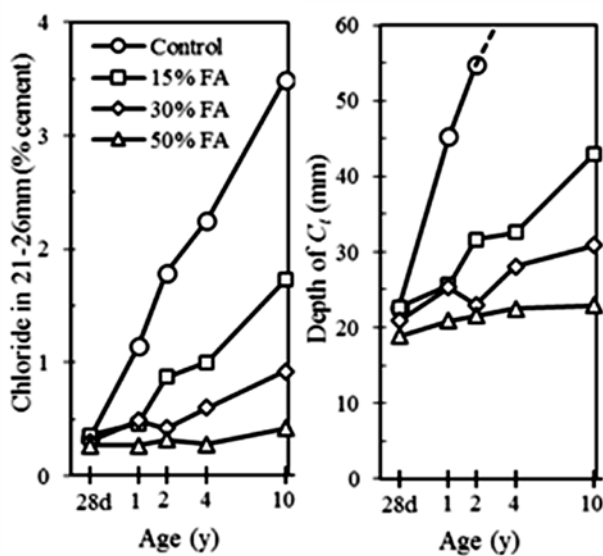 Chloride in 21-26mm (% cement)
4
3
2
1
0
Control
15% FA
30% FA
50% FA
28d 1 2 4 10
Age (y)
Depth of Ct (mm)
60
50
40
30
20
10
0
28d 1 2 4 10
Age (y)